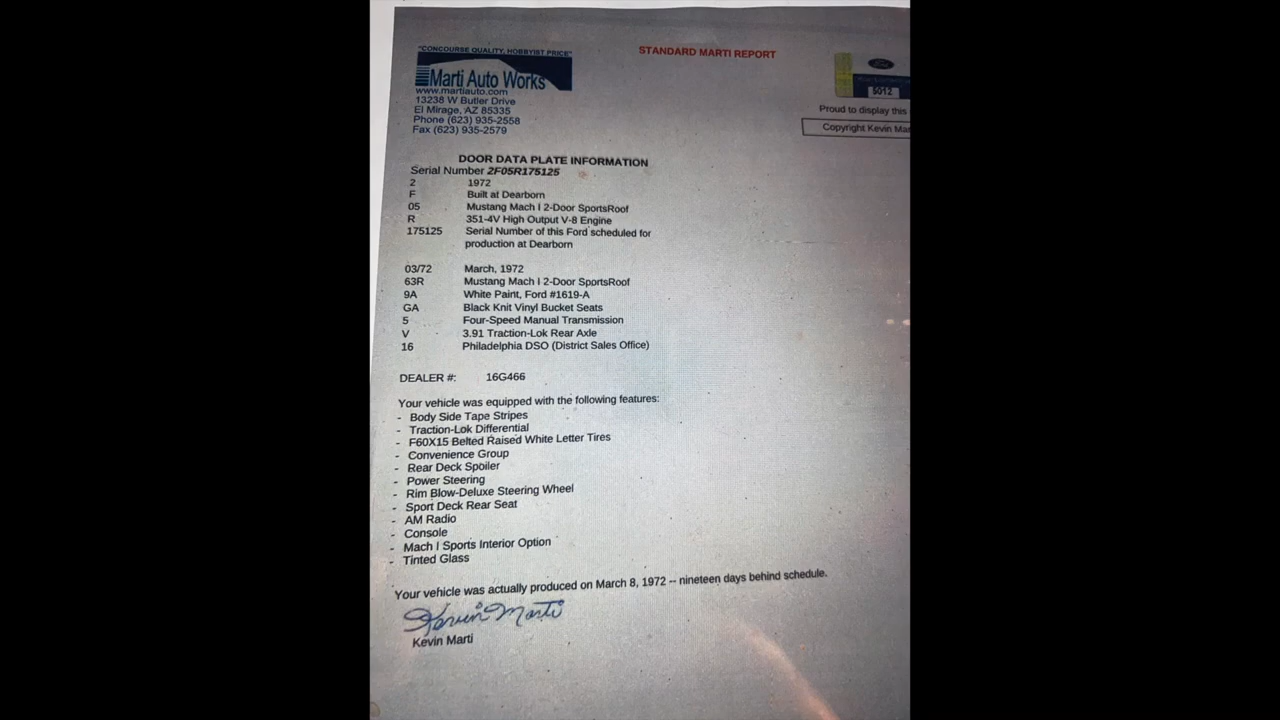 "CONCOURSE QUALITY, HOBBYIST PRICE"
Marti Auto Works
www.martiauto.com
13238 W Butler Drive
El Mirage, AZ 85335
Phone (623) 935-2558
Fax (623) 935-2579
STANDARD MARTI REPORT
Ford
5012
Proud to display this
Copyright Kevin Mar
DOOR DATA PLATE INFORMATION
Serial Number 2F05R175125
2 1972
F Built at Dearborn
05 Mustang Mach I 2-Door SportsRoof
R 351-4V High Output V-8 Engine
175125 Serial Number of this Ford scheduled for
production at Dearborn
03/72 March, 1972
63R Mustang Mach I 2-Door SportsRoof
9A White Paint, Ford #1619-A
GA Black Knit Vinyl Bucket Seats
5 Four-Speed Manual Transmission
V 3.91 Traction-Lok Rear Axle
16 Philadelphia DSO (District Sales Office)
DEALER #: 16G466
Your vehicle was equipped with the following features:
- Body Side Tape Stripes
- Traction-Lok Differential
- F60X15 Belted Raised White Letter Tires
- Convenience Group
- Rear Deck Spoiler
- Power Steering
- Rim Blow-Deluxe Steering Wheel
- Sport Deck Rear Seat
- AM Radio
- Console
- Mach I Sports Interior Option
- Tinted Glass
Your vehicle was actually produced on March 8, 1972 -- nineteen days behind schedule.
Kevin Marti
Kevin Marti